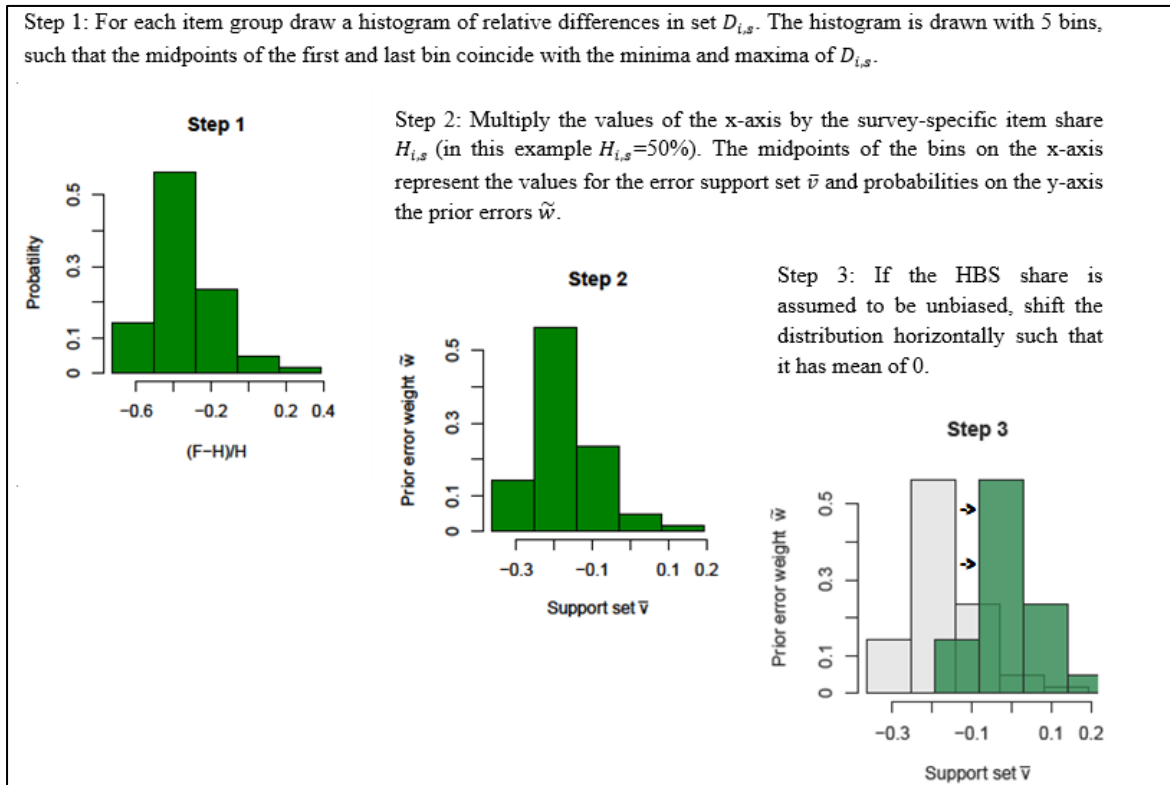 Step 1: For each item group draw a histogram of relative differences in set D_{i,s}. The histogram is drawn with 5 bins,
such that the midpoints of the first and last bin coincide with the minima and maxima of D_{i,s}.
Step 1
Probatility
0 0.1 0.3 0.5
−0.6 −0.2 0.2 0.4
(F−H)/H
Step 2: Multiply the values of the x-axis by the survey-specific item share
H_{i,s} (in this example H_{i,s}=50%). The midpoints of the bins on the x-axis
represent the values for the error support set v̄ and probabilities on the y-axis
the prior errors w̃.
Step 2
Prior error weight w̃
0 0.1 0.3 0.5
−0.3 −0.1 0.1 0.2
Support set v̄
Step 3: If the HBS share is
assumed to be unbiased, shift the
distribution horizontally such that
it has mean of 0.
Step 3
Prior error weight w̃
0 0.1 0.3 0.5
-> 
->
−0.3 −0.1 0.1 0.2
Support set v̄